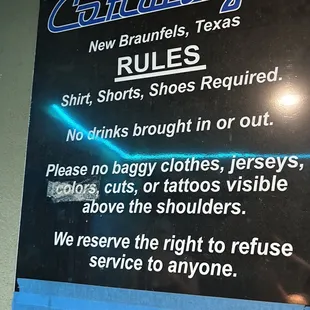 New Braunfels, Texas
RULES
Shirt, Shorts, Shoes Required.
No drinks brought in or out.
Please no baggy clothes, jerseys,
colors, cuts, or tattoos visible
above the shoulders.
We reserve the right to refuse
service to anyone.